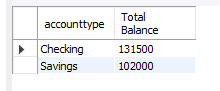 accounttype Total
Balance
Checking 131500
Savings 102000